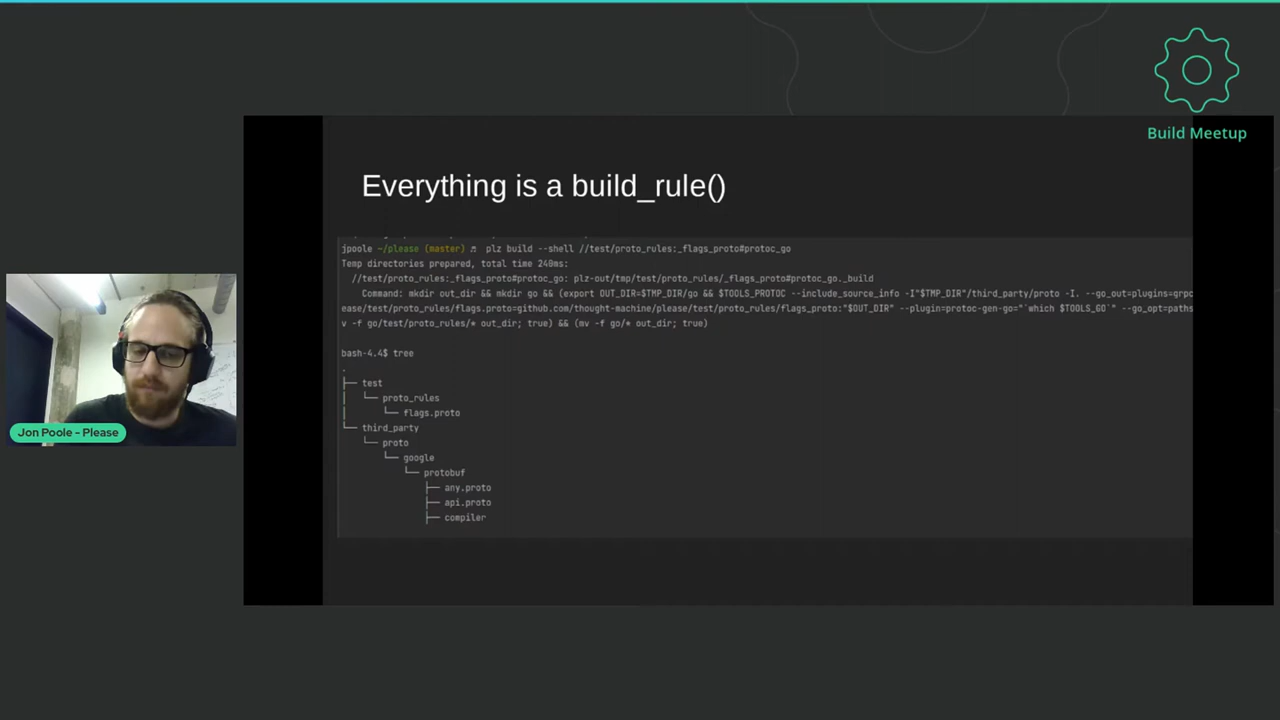 Build Meetup
Everything is a build_rule()
jpoole ~/please (master) ♬ plz build --shell //test/proto_rules:_flags_proto#protoc_go
Temp directories prepared, total time 240ms:
//test/proto_rules:_flags_proto#protoc_go: plz-out/tmp/test/proto_rules/_flags_proto#protoc_go._build
Command: mkdir out_dir && mkdir go && (export OUT_DIR=$TMP_DIR/go && $TOOLS_PROTOC --include_source_info -I"$TMP_DIR"/third_party/proto -I. --go_out=plugins=grpc
ease/test/proto_rules/flags.proto=github.com/thought-machine/please/test/proto_rules/flags_proto:"$OUT_DIR" --plugin=protoc-gen-go="`which $TOOLS_GO`" --go_opt=paths
v -f go/test/proto_rules/* out_dir; true) && (mv -f go/* out_dir; true)
bash-4.4$ tree
.
├── test
│   └── proto_rules
│       └── flags.proto
└── third_party
    └── proto
        └── google
            └── protobuf
                ├── any.proto
                ├── api.proto
                ├── compiler
Jon Poole - Please